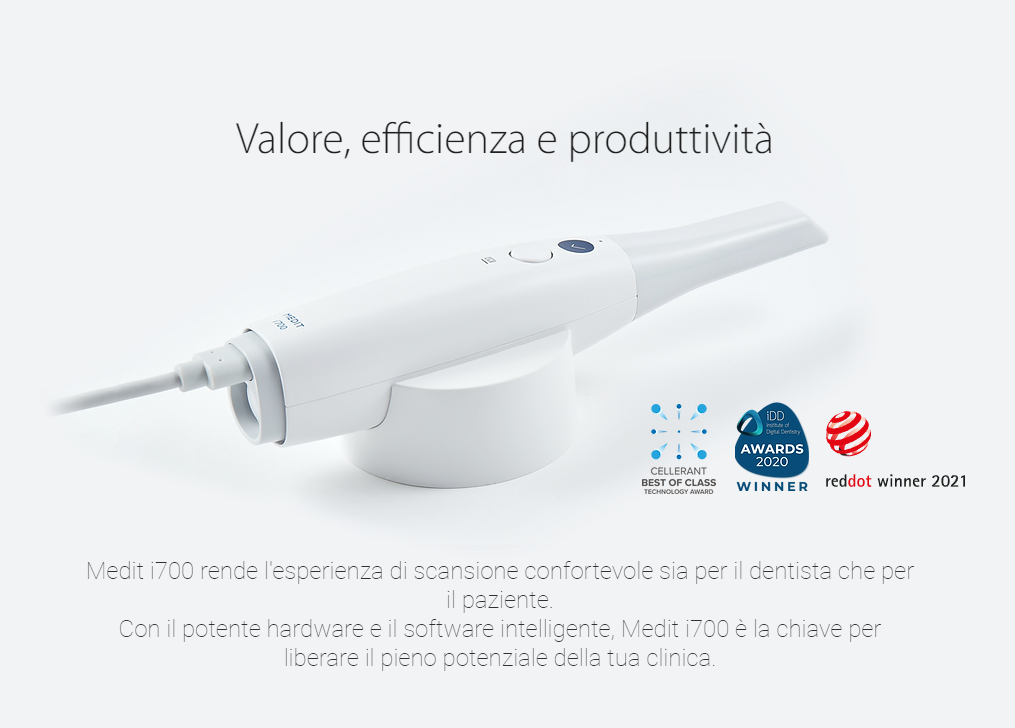 Valore, efficienza e produttività
MEDIT
i700
iDD
Institute of
Digital Dentistry
AWARDS
2020
WINNER
CELLERANT
BEST OF CLASS
TECHNOLOGY AWARD
reddot winner 2021
Medit i700 rende l'esperienza di scansione confortevole sia per il dentista che per
il paziente.
Con il potente hardware e il software intelligente, Medit i700 è la chiave per
liberare il pieno potenziale della tua clinica.